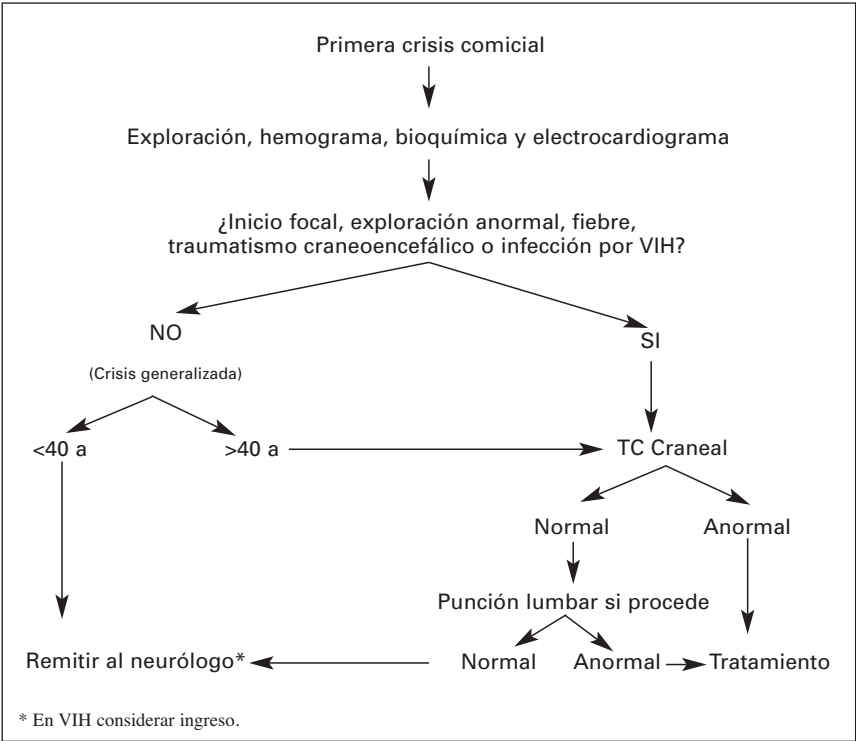 Primera crisis comicial
Exploración, hemograma, bioquímica y electrocardiograma
¿Inicio focal, exploración anormal, fiebre,
traumatismo craneoencefálico o infección por VIH?
NO
SI
(Crisis generalizada)
<40 a
>40 a
TC Craneal
Normal
Anormal
Punción lumbar si procede
Remitir al neurólogo*
Normal
Anormal
Tratamiento
* En VIH considerar ingreso.